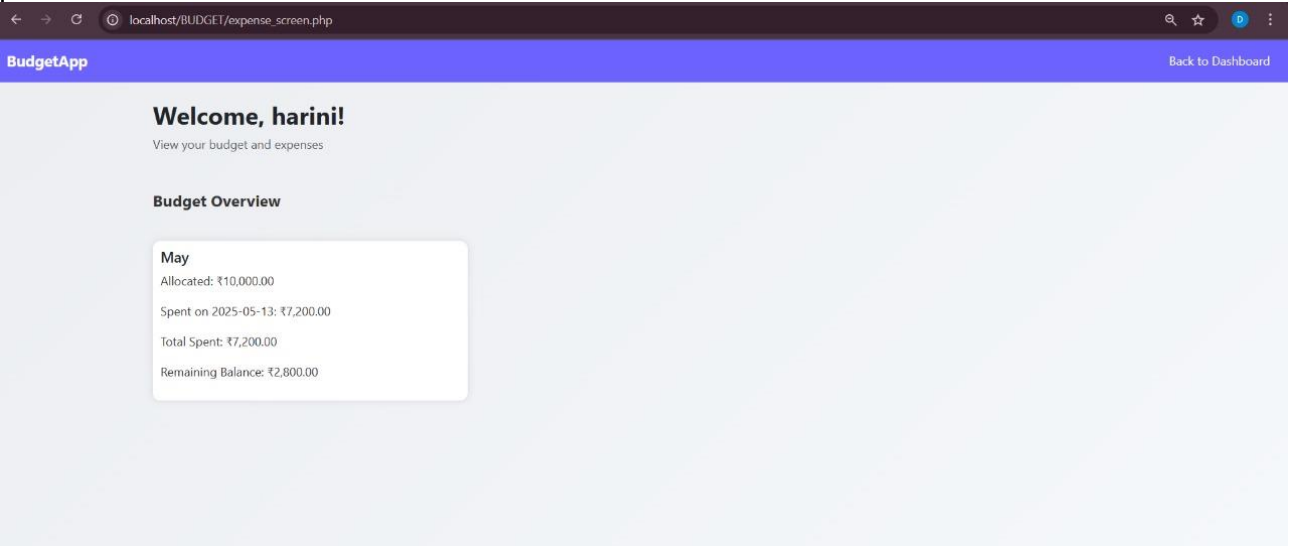 localhost/BUDGET/expense_screen.php
D
BudgetApp
Back to Dashboard
Welcome, harini!
View your budget and expenses
Budget Overview
May
Allocated: ₹10,000.00
Spent on 2025-05-13: ₹7,200.00
Total Spent: ₹7,200.00
Remaining Balance: ₹2,800.00